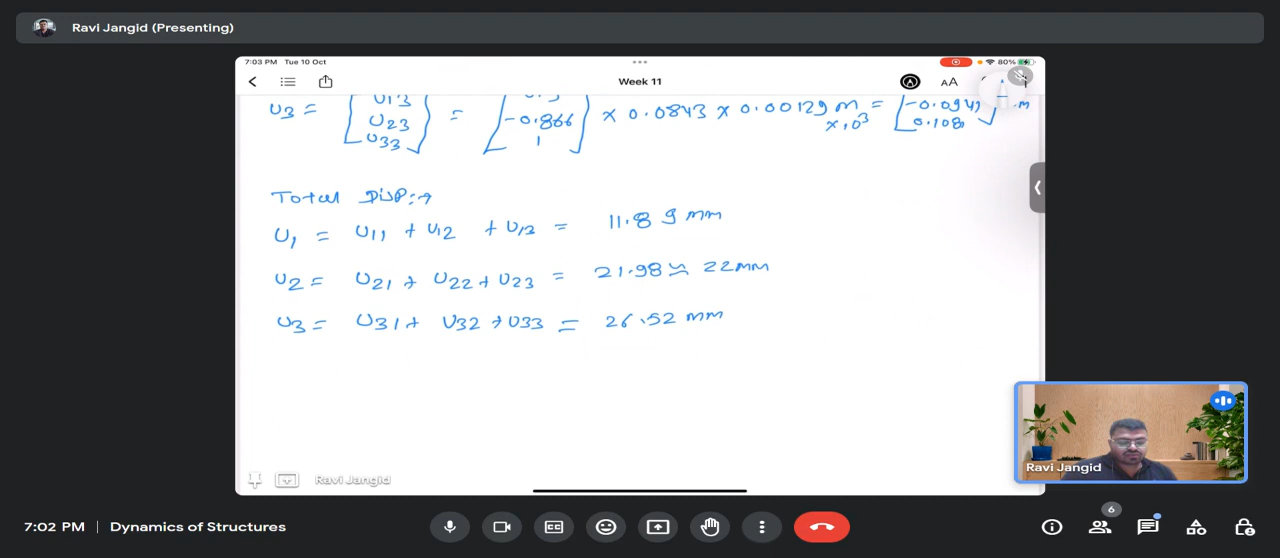 Ravi Jangid (Presenting)
7:03 PM Tue 10 Oct
80%
Week 11
AA
U3 = [U13 U23 U33] = [-0.866 1] × 0.0843 × 0.00129 m × 10³ = [-0.094 0.108] m
Total Disp:→
U1 = U11 + U12 + U13 = 11.89 mm
U2 = U21 + U22 + U23 = 21.98 ≈ 22mm
U3 = U31 + U32 + U33 = 26.52 mm
Ravi Jangid
Ravi Jangid
7:02 PM | Dynamics of Structures
CC
6